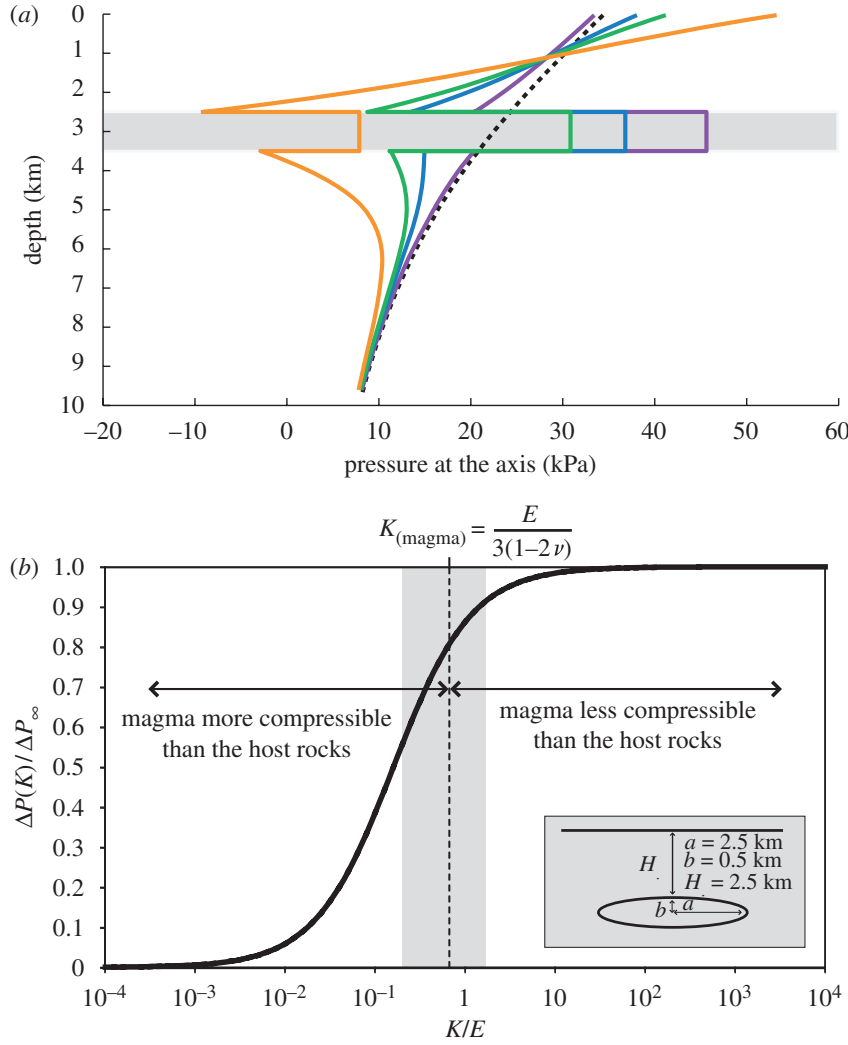 (a)
0
1
2
3
4
5
6
7
8
9
10
depth (km)
–20 –10 0 10 20 30 40 50 60
pressure at the axis (kPa)
K(magma) = E / 3(1–2ν)
(b)
1.0
0.9
0.8
0.7
0.6
0.5
0.4
0.3
0.2
0.1
0
ΔP(K)/ΔP∞
magma more compressible
than the host rocks
magma less compressible
than the host rocks
H
a = 2.5 km
b = 0.5 km
H = 2.5 km
b a
10⁻⁴ 10⁻³ 10⁻² 10⁻¹ 1 10 10² 10³ 10⁴
K/E